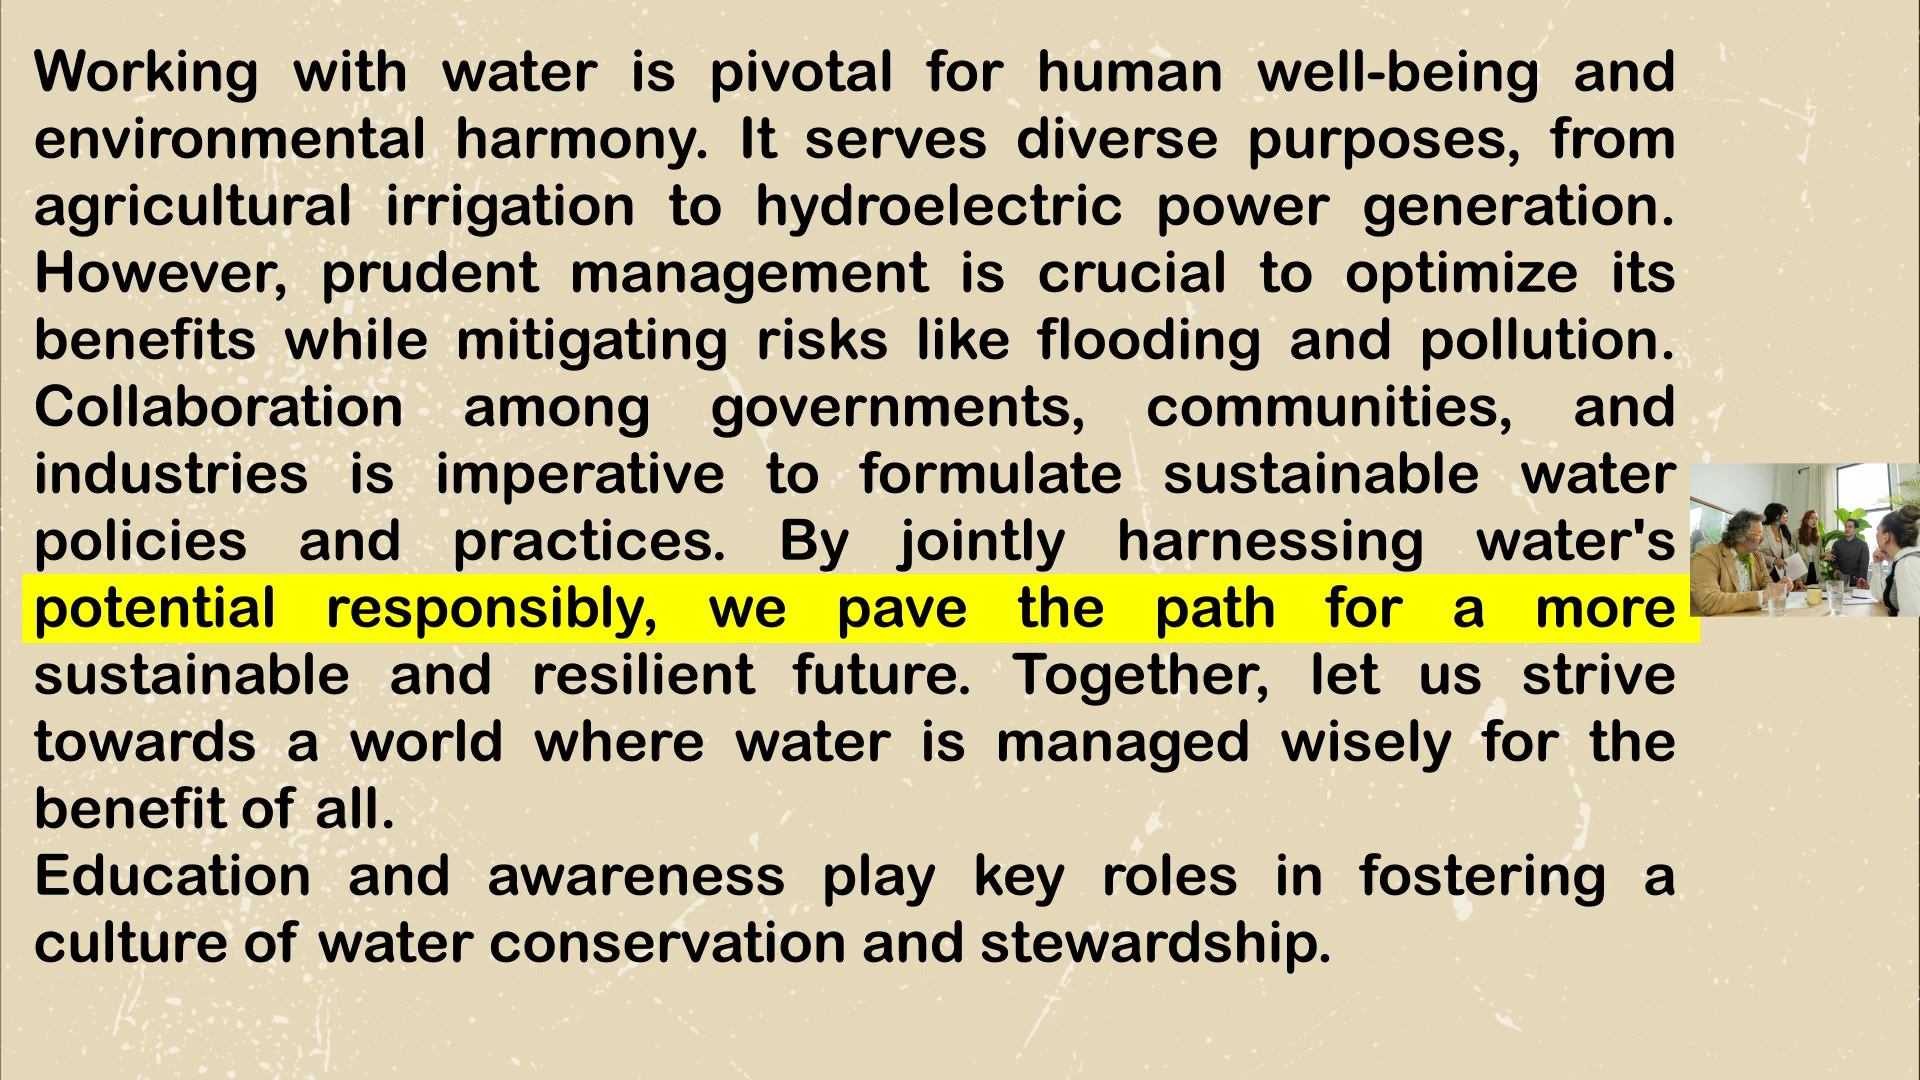 Working with water is pivotal for human well-being and
environmental harmony. It serves diverse purposes, from
agricultural irrigation to hydroelectric power generation.
However, prudent management is crucial to optimize its
benefits while mitigating risks like flooding and pollution.
Collaboration among governments, communities, and
industries is imperative to formulate sustainable water
policies and practices. By jointly harnessing water's
potential responsibly, we pave the path for a more
sustainable and resilient future. Together, let us strive
towards a world where water is managed wisely for the
benefit of all.
Education and awareness play key roles in fostering a
culture of water conservation and stewardship.